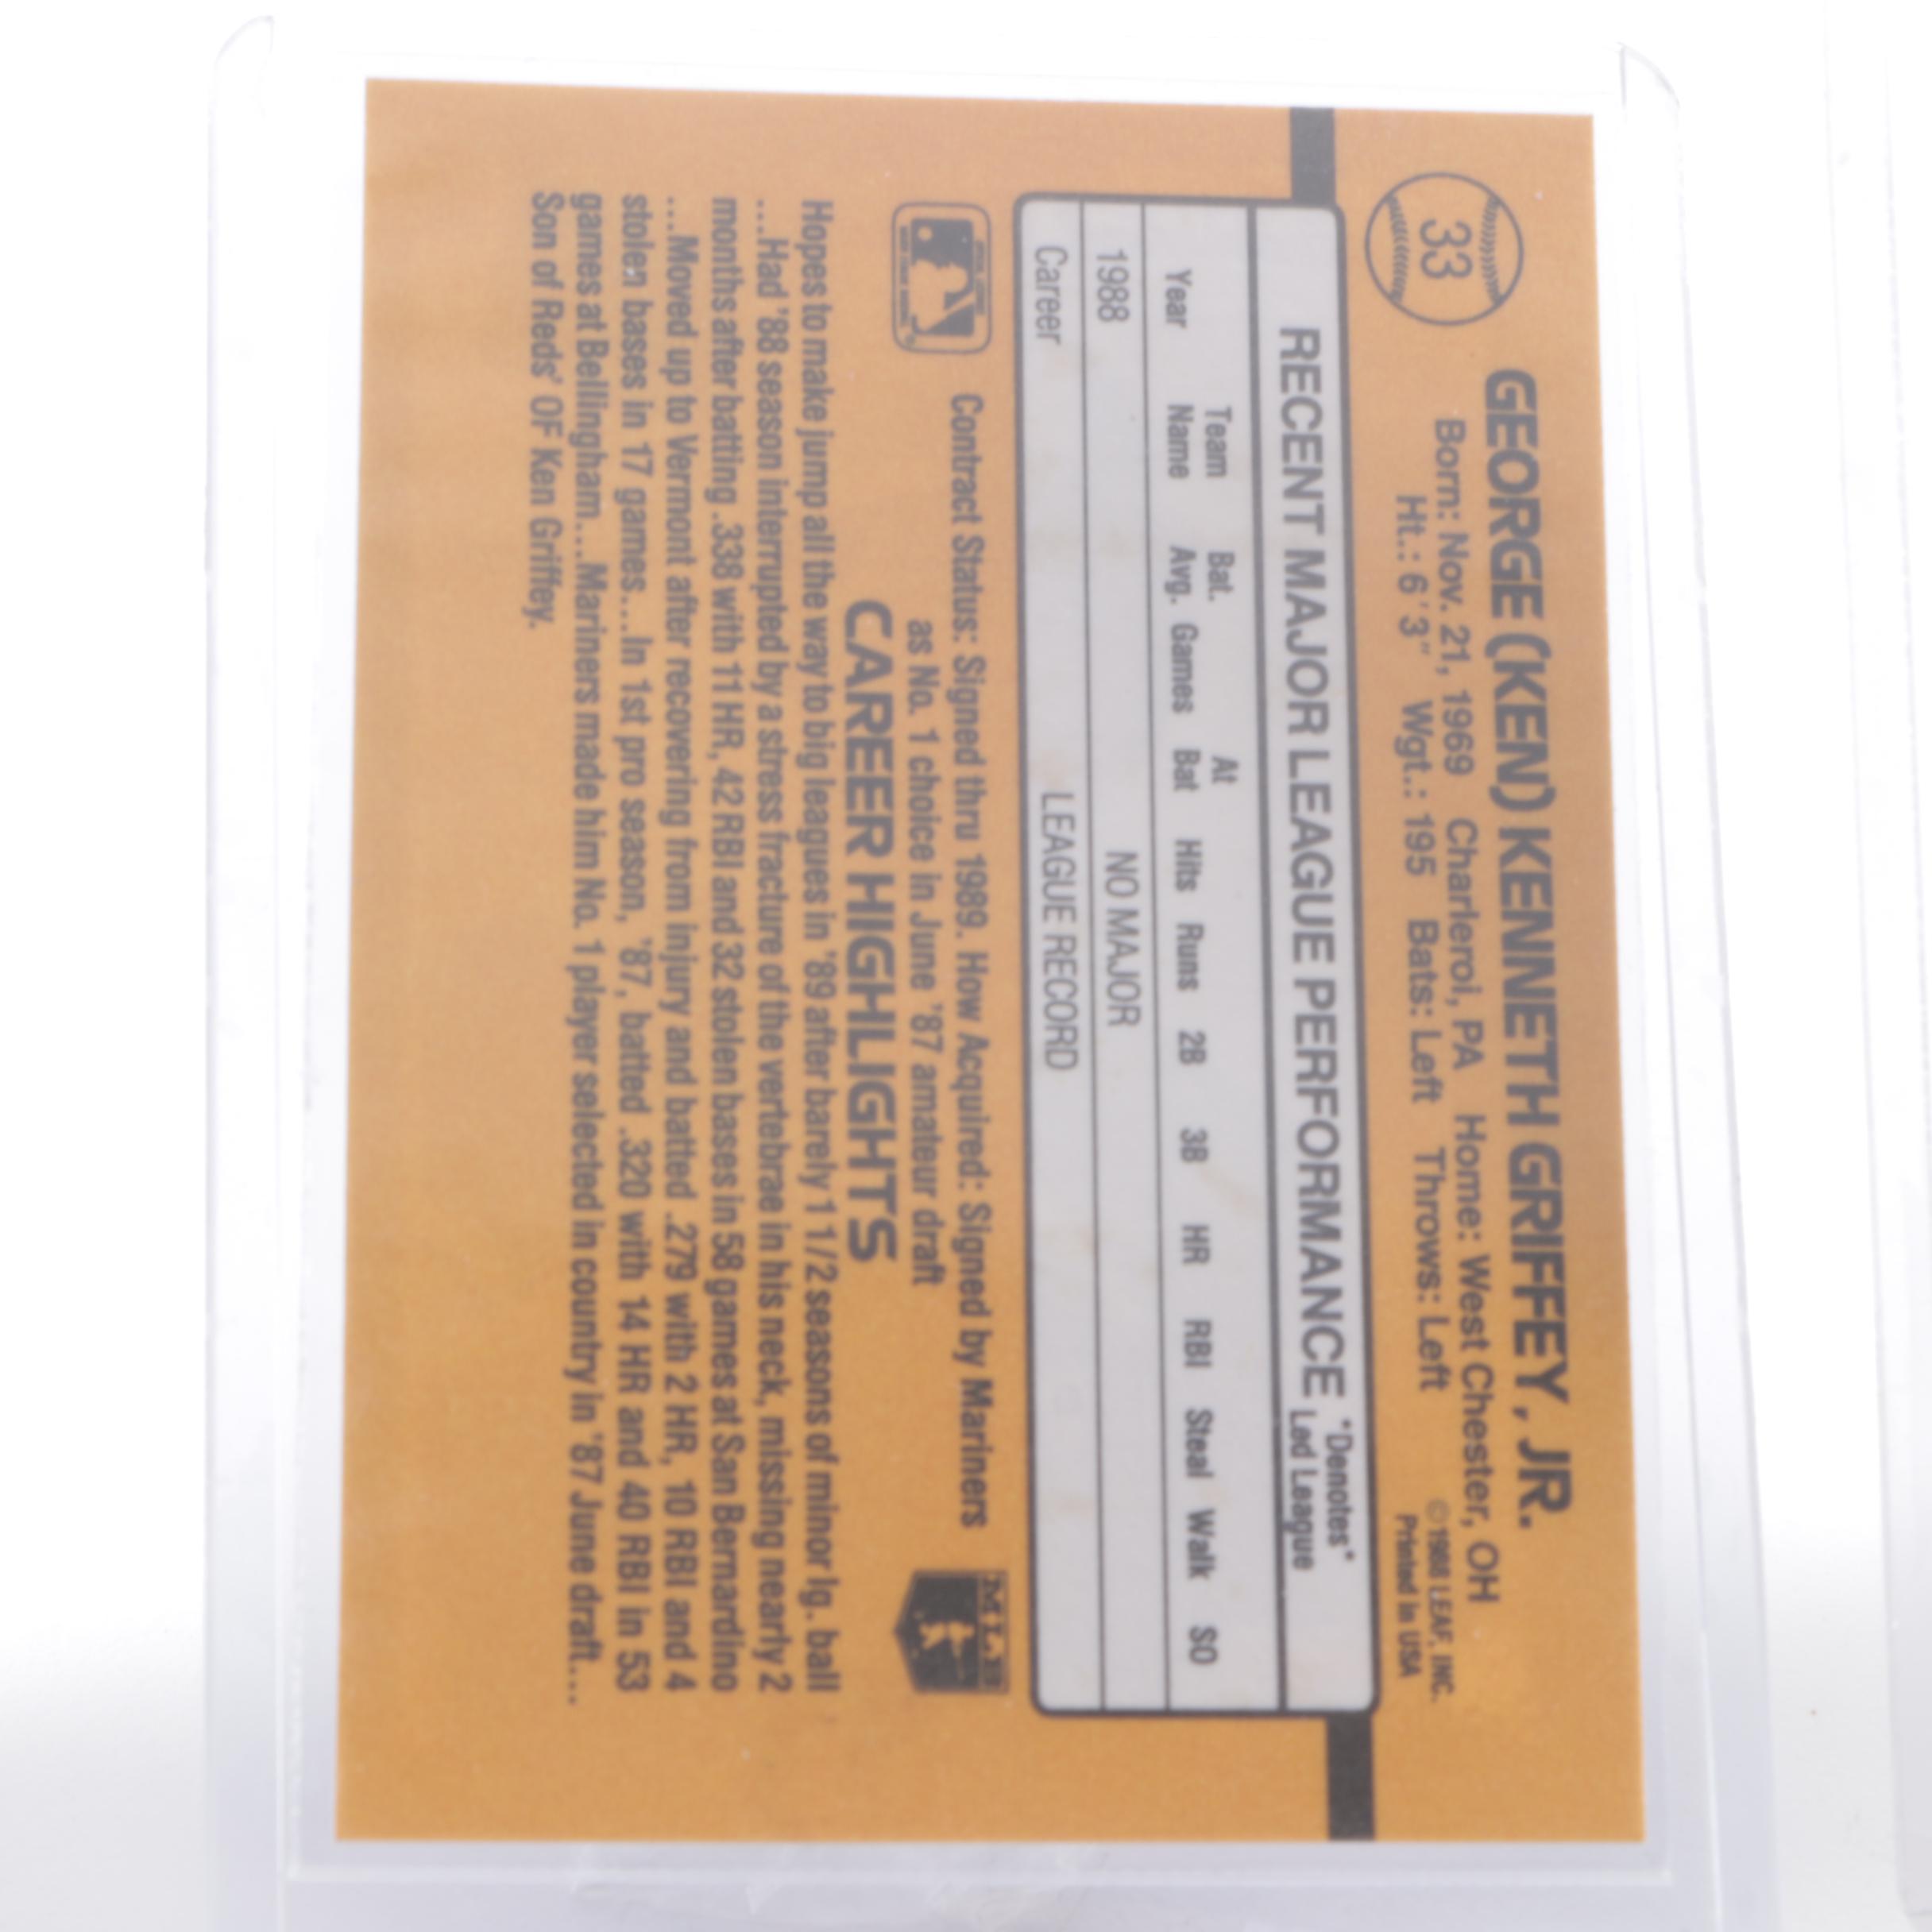 33
GEORGE (KEN) KENNETH GRIFFEY, JR.
Born: Nov. 21, 1969 Charleroi, PA Home: West Chester, OH
Ht.: 6'3" Wgt.: 195 Bats: Left Throws: Left
©1988 LEAF, INC.
Printed in USA
RECENT MAJOR LEAGUE PERFORMANCE
*Denotes*
Led League
Year Team Name Bat. Avg. Games At Bat Hits Runs 2B 3B HR RBI Steal Walk SO
1988 NO MAJOR
Career LEAGUE RECORD
Contract Status: Signed thru 1989. How Acquired: Signed by Mariners
as No. 1 choice in June '87 amateur draft
MLB
CAREER HIGHLIGHTS
Hopes to make jump all the way to big leagues in '89 after barely 1 1/2 seasons of minor lg. ball
...Had '88 season interrupted by a stress fracture of the vertebrae in his neck, missing nearly 2
months after batting .338 with 11 HR, 42 RBI and 32 stolen bases in 58 games at San Bernardino
...Moved up to Vermont after recovering from injury and batted .279 with 2 HR, 10 RBI and 4
stolen bases in 17 games...In 1st pro season, '87, batted .320 with 14 HR and 40 RBI in 53
games at Bellingham...Mariners made him No. 1 player selected in country in '87 June draft...
Son of Reds' OF Ken Griffey.